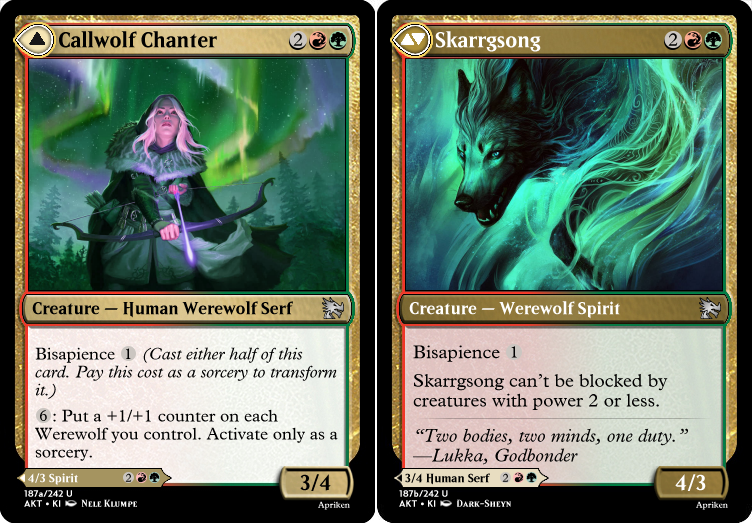 Callwolf Chanter
2
Creature — Human Werewolf Serf
Bisapience 1 (Cast either half of this
card. Pay this cost as a sorcery to transform
it.)
6: Put a +1/+1 counter on each
Werewolf you control. Activate only as a
sorcery.
4/3 Spirit 2
3/4
187a/242 U
AKT • KI Nele Klumpe
Apriken
Skarrgsong
2
Creature — Werewolf Spirit
Bisapience 1
Skarrgsong can't be blocked by
creatures with power 2 or less.
"Two bodies, two minds, one duty."
—Lukka, Godbonder
3/4 Human Serf 2
4/3
187b/242 U
AKT • KI Dark-Sheyn
Apriken